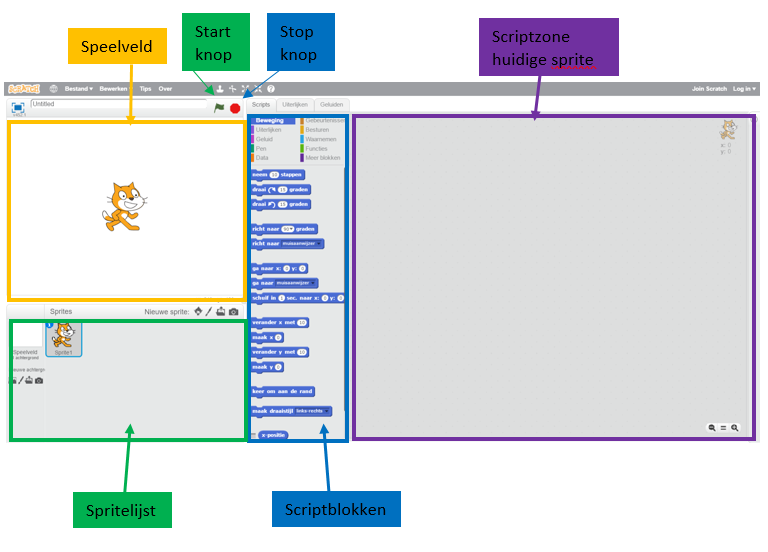 Speelveld
Start
knop
Stop
knop
Scriptzone
huidige sprite
SCRATCH
Bestand ▾ Bewerken Tips Over
Join Scratch Log in ▾
Untitled
Scripts Uiterlijken Geluiden
Beweging
Gebeurtenissen
Uiterlijken
Besturen
Geluid
Waarnemen
Pen
Functies
Data
Meer blokken
x: 0
y: 0
neem 10 stappen
draai 15 graden
draai 15 graden
richt naar 90 graden
richt naar muisaanwijzer
ga naar x: 0 y: 0
ga naar muisaanwijzer
schuif in 1 sec. naar x: 0 y: 0
verander x met 10
maak x 0
verander y met 10
maak y 0
keer om aan de rand
maak draaistijl links-rechts
x-positie
Sprites
Nieuwe sprite:
Speelveld
achtergrond
Sprite1
Spritelijst
Scriptblokken